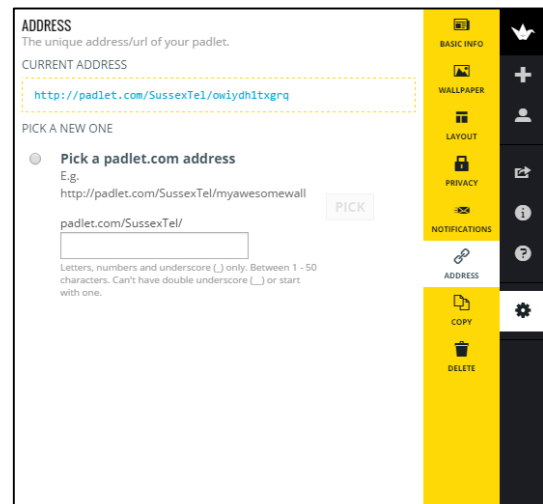 ADDRESS
The unique address/url of your padlet.
CURRENT ADDRESS
http://padlet.com/SussexTel/owiydh1txgrq
PICK A NEW ONE
Pick a padlet.com address
E.g.
http://padlet.com/SussexTel/myawesomewall
PICK
padlet.com/SussexTel/
Letters, numbers and underscore (_) only. Between 1 - 50
characters. Can't have double underscore (__) or start
with one.
BASIC INFO
WALLPAPER
LAYOUT
PRIVACY
NOTIFICATIONS
ADDRESS
COPY
DELETE